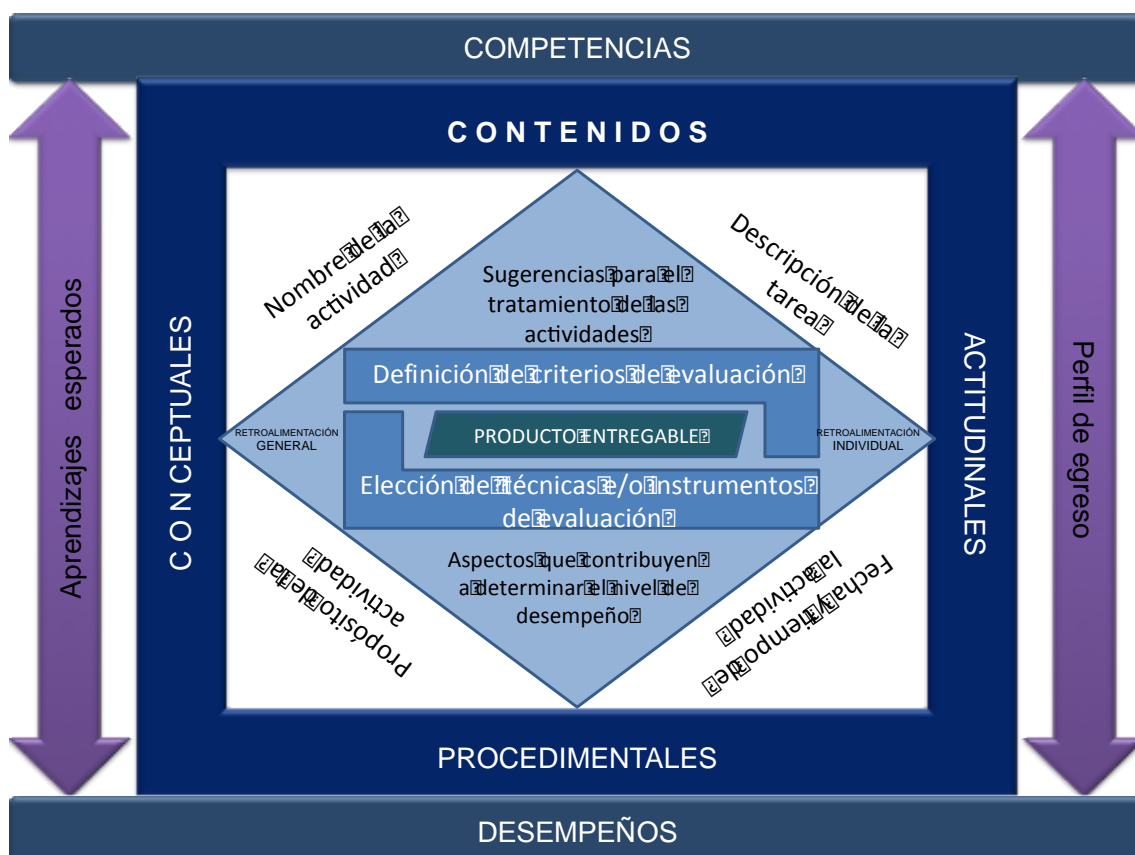 COMPETENCIAS
CONTENIDOS
Aprendizajes esperados
CONCEPTUALES
Nombre de la
actividad
Descripción de la
tarea
Sugerencias para el
tratamiento de las
actividades
Definición de criterios de evaluación
RETROALIMENTACIÓN
GENERAL
PRODUCTO ENTREGABLE
RETROALIMENTACIÓN
INDIVIDUAL
Elección de técnicas e/o instrumentos
de evaluación
Aspectos que contribuyen
a determinar el nivel de
desempeño
Propósito de la
actividad
Fecha y tiempo de
la actividad
ACTITUDINALES
Perfil de egreso
PROCEDIMENTALES
DESEMPEÑOS